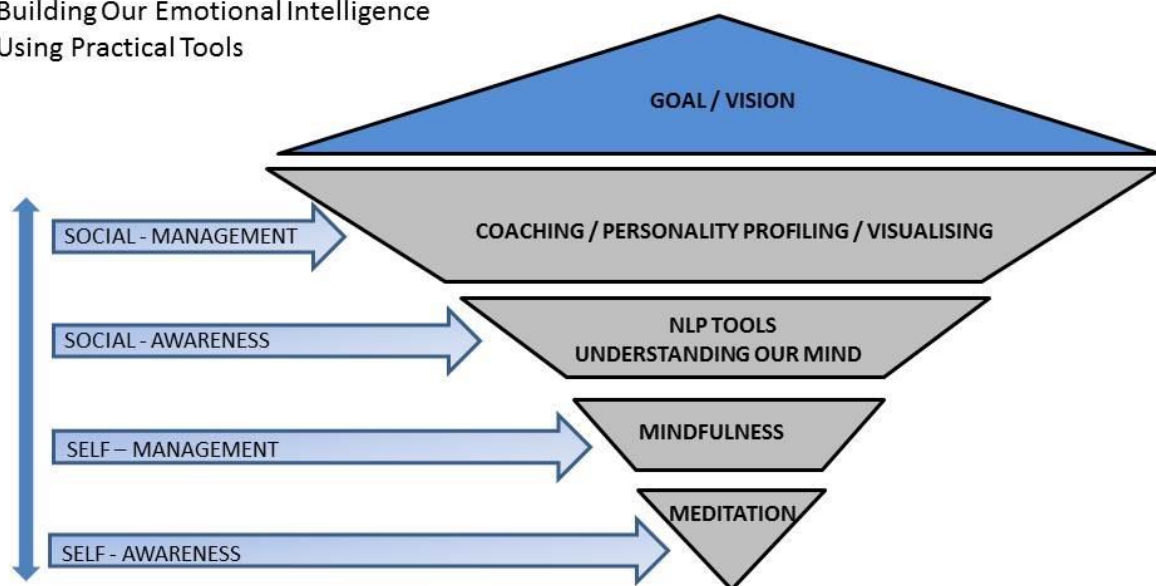 Building Our Emotional Intelligence
Using Practical Tools
GOAL / VISION
SOCIAL - MANAGEMENT
COACHING / PERSONALITY PROFILING / VISUALISING
SOCIAL - AWARENESS
NLP TOOLS
UNDERSTANDING OUR MIND
SELF – MANAGEMENT
MINDFULNESS
SELF - AWARENESS
MEDITATION